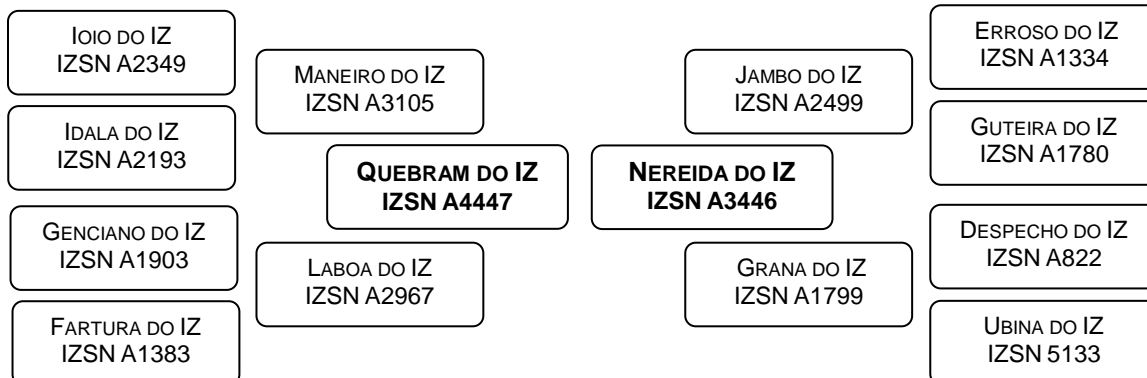 IOIO DO IZ
IZSN A2349
IDALA DO IZ
IZSN A2193
GENCIANO DO IZ
IZSN A1903
FARTURA DO IZ
IZSN A1383
MANEIRO DO IZ
IZSN A3105
LABOA DO IZ
IZSN A2967
QUEBRAM DO IZ
IZSN A4447
NEREIDA DO IZ
IZSN A3446
JAMBO DO IZ
IZSN A2499
GRANA DO IZ
IZSN A1799
ERROSO DO IZ
IZSN A1334
GUTEIRA DO IZ
IZSN A1780
DESPECHO DO IZ
IZSN A822
UBINA DO IZ
IZSN 5133